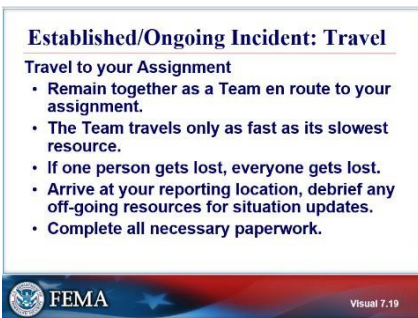 Established/Ongoing Incident: Travel
Travel to your Assignment
• Remain together as a Team en route to your
assignment.
• The Team travels only as fast as its slowest
resource.
• If one person gets lost, everyone gets lost.
• Arrive at your reporting location, debrief any
off-going resources for situation updates.
• Complete all necessary paperwork.
FEMA
Visual 7.19